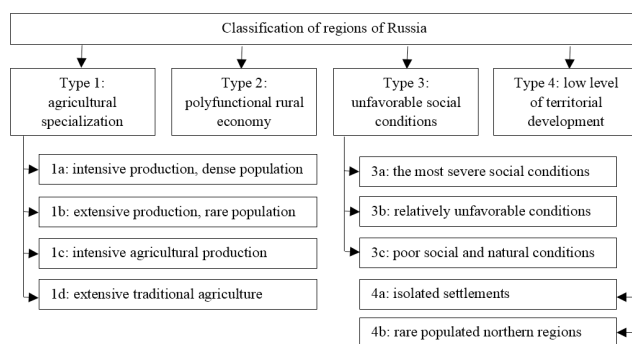 Classification of regions of Russia
Type 1:
agricultural
specialization
Type 2:
polyfunctional rural
economy
Type 3:
unfavorable social
conditions
Type 4: low level
of territorial
development
1a: intensive production, dense population
1b: extensive production, rare population
1c: intensive agricultural production
1d: extensive traditional agriculture
3a: the most severe social conditions
3b: relatively unfavorable conditions
3c: poor social and natural conditions
4a: isolated settlements
4b: rare populated northern regions